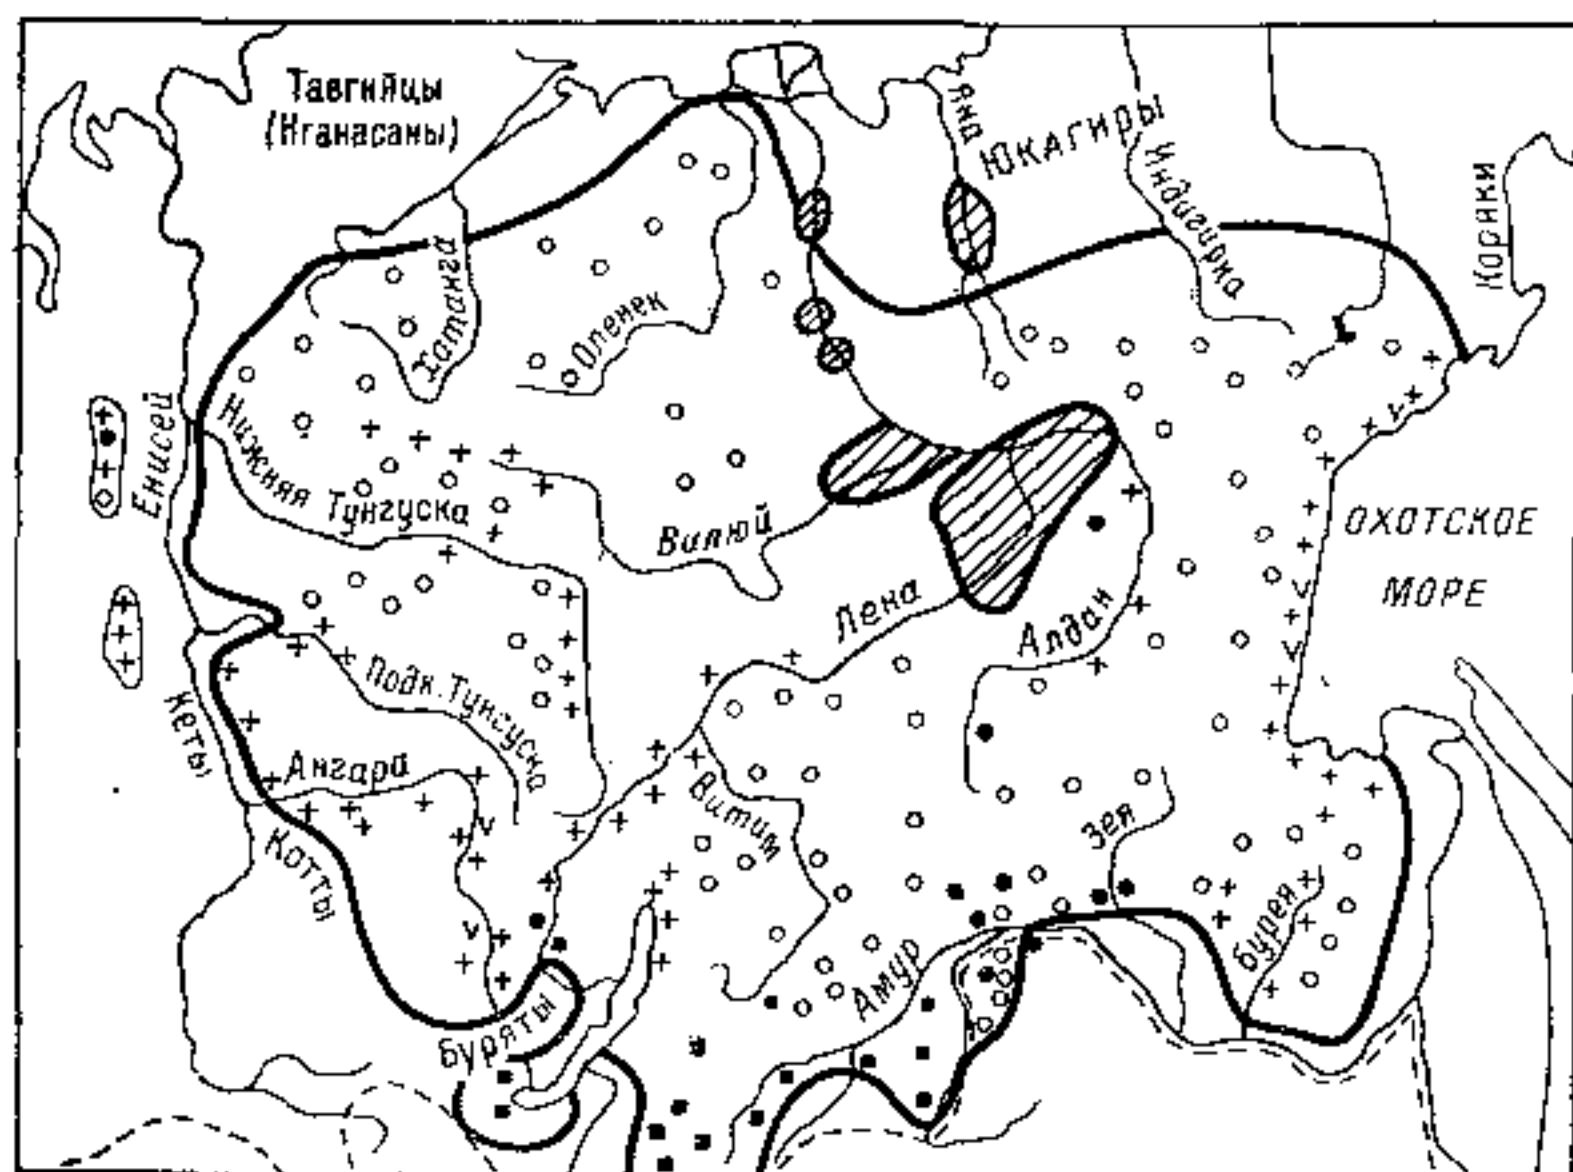 Тавгийцы
(Нганасаны)
Яна
ЮКАГИРЫ
Индигирка
Коряки
Хатанга
Оленек
Енисей
Нижняя Тунгуска
Вилюй
ОХОТСКОЕ
МОРЕ
Лена
Алдан
Подк. Тунгуска
Кеты
Ангара
Витим
Зея
Котты
Бурея
Амур
Буряты